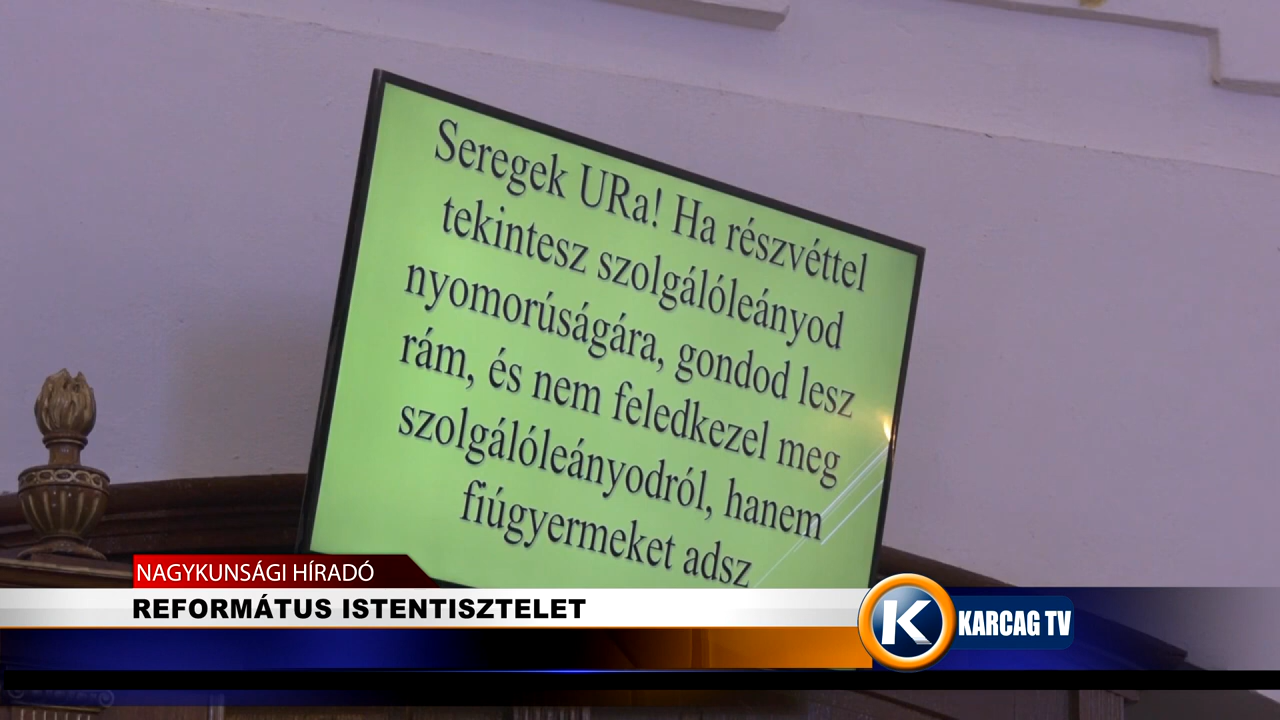 Seregek URa! Ha részvéttel
tekintesz szolgálóleányod
nyomorúságára, gondod lesz
rám, és nem feledkezel meg
szolgálóleányodról, hanem
fiúgyermeket adsz
NAGYKUNSÁGI HÍRADÓ
REFORMÁTUS ISTENTISZTELET
K KARCAG TV